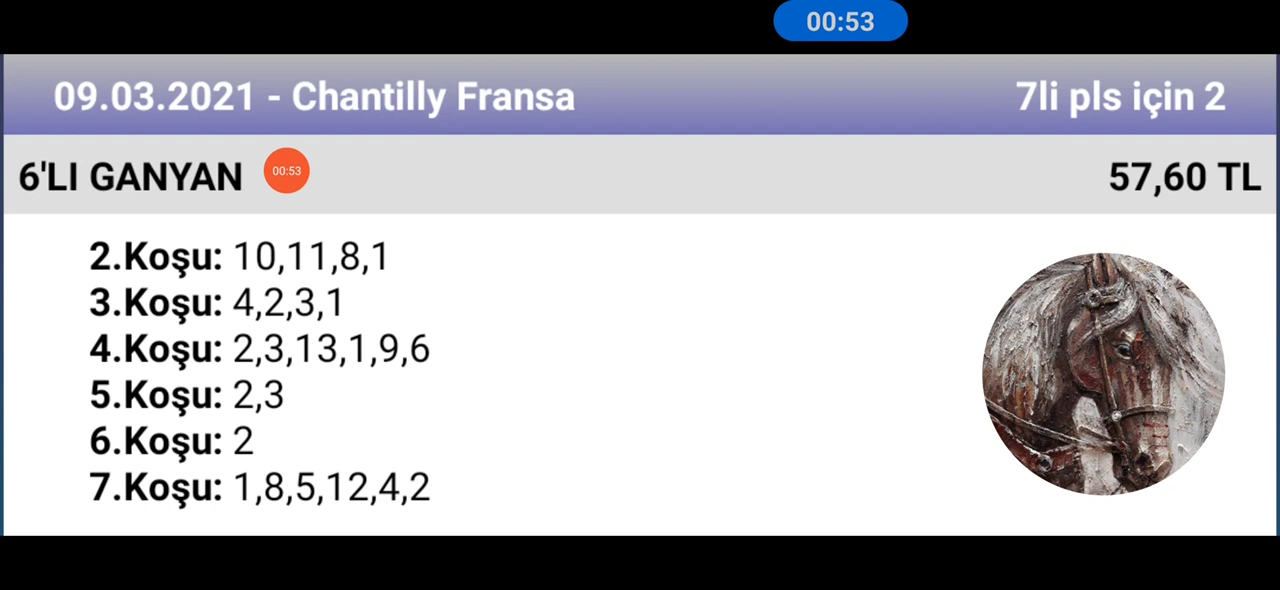 00:53
09.03.2021 - Chantilly Fransa 7li pls için 2
6'LI GANYAN 00:53 57,60 TL
2.Koşu: 10,11,8,1
3.Koşu: 4,2,3,1
4.Koşu: 2,3,13,1,9,6
5.Koşu: 2,3
6.Koşu: 2
7.Koşu: 1,8,5,12,4,2